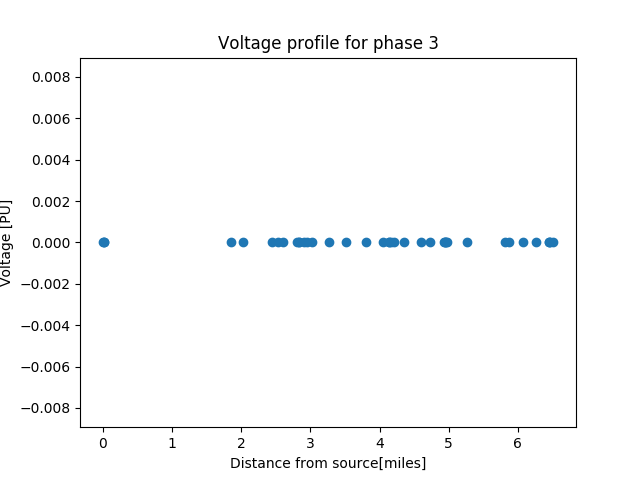 Voltage profile for phase 3
0.008
0.006
0.004
0.002
0.000
−0.002
−0.004
−0.006
−0.008
Voltage [PU]
0 1 2 3 4 5 6
Distance from source[miles]